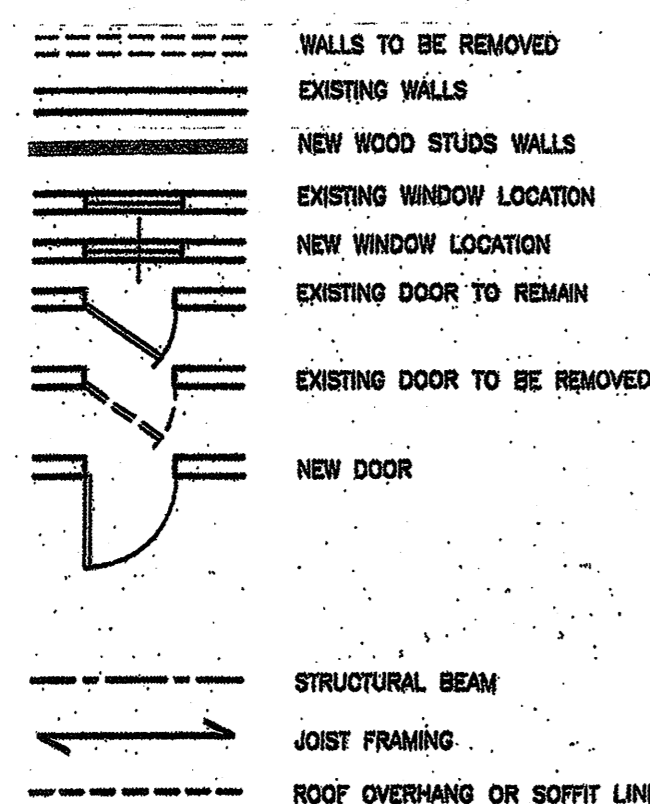 WALLS TO BE REMOVED
EXISTING WALLS
NEW WOOD STUDS WALLS
EXISTING WINDOW LOCATION
NEW WINDOW LOCATION
EXISTING DOOR TO REMAIN
EXISTING DOOR TO BE REMOVED
NEW DOOR
STRUCTURAL BEAM
JOIST FRAMING
ROOF OVERHANG OR SOFFIT LINE